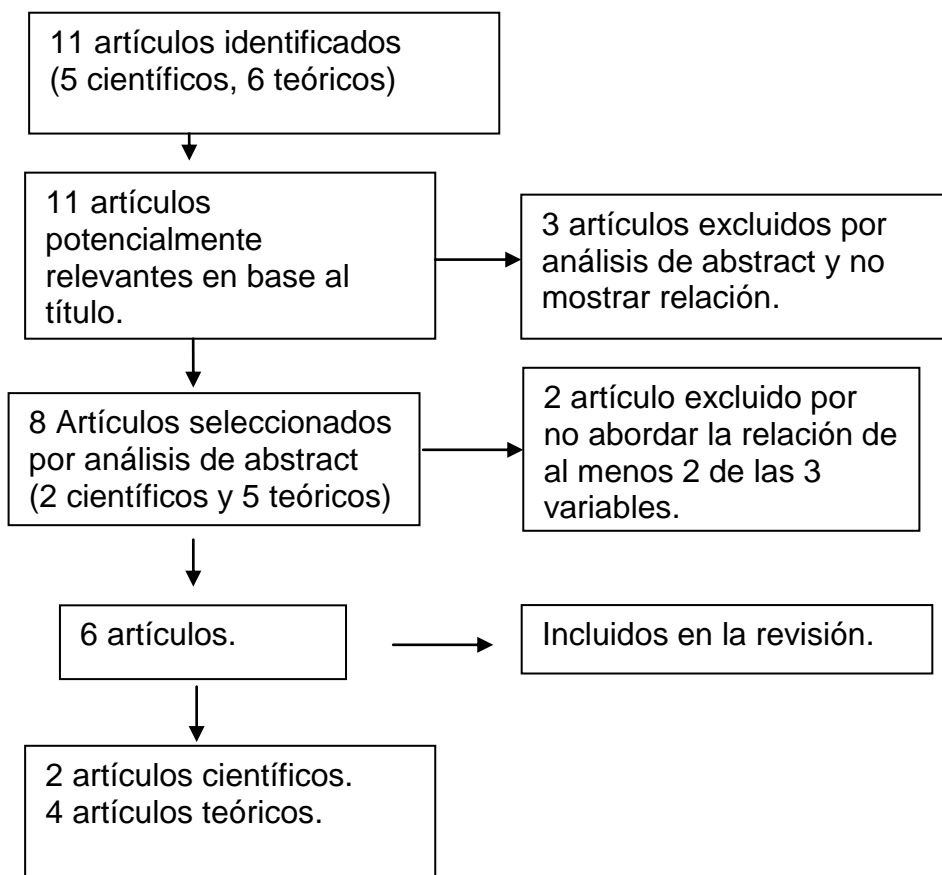 11 artículos identificados
(5 científicos, 6 teóricos)
11 artículos
potencialmente
relevantes en base al
título.
3 artículos excluidos por
análisis de abstract y no
mostrar relación.
8 Artículos seleccionados
por análisis de abstract
(2 científicos y 5 teóricos)
2 artículo excluido por
no abordar la relación de
al menos 2 de las 3
variables.
6 artículos.
Incluidos en la revisión.
2 artículos científicos.
4 artículos teóricos.